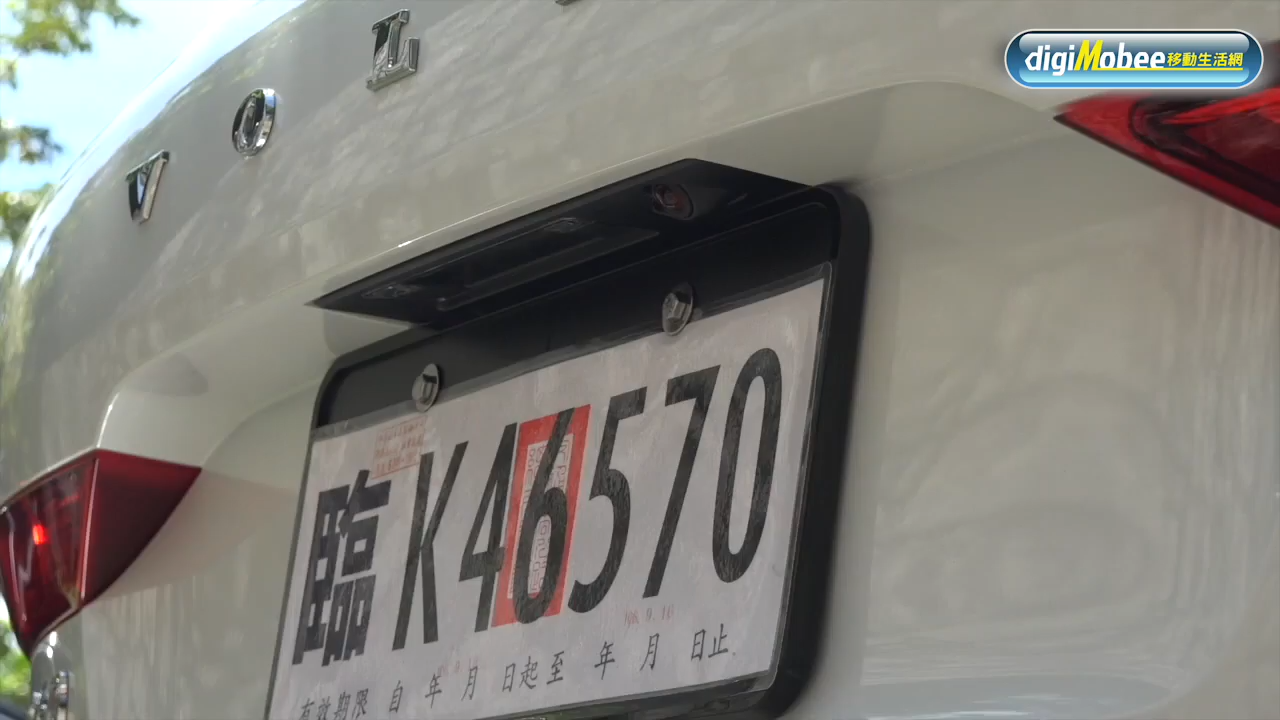 V O L
digiMobee移動生活網
臨 K46570
有效期限 自 年 月 日起至 年 月 日止